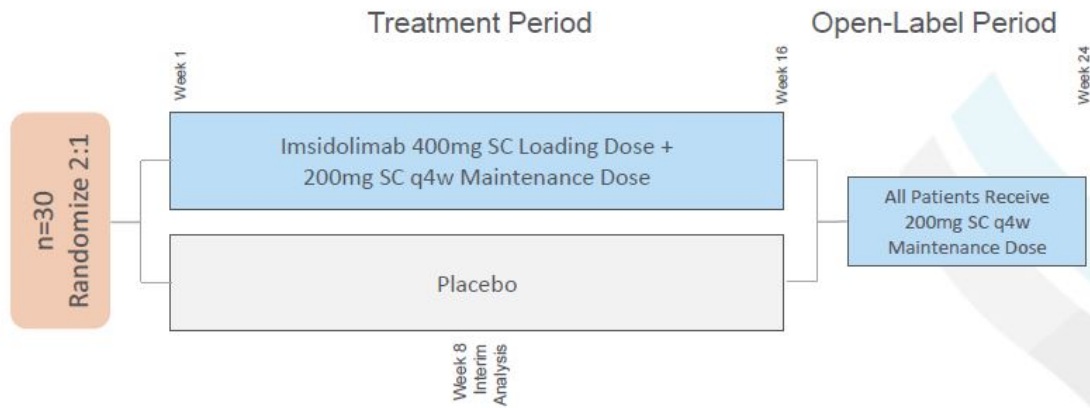 Treatment Period
Open-Label Period
Week 1
Week 16
Week 24
n=30
Randomize 2:1
Imsidolimab 400mg SC Loading Dose +
200mg SC q4w Maintenance Dose
All Patients Receive
200mg SC q4w
Maintenance Dose
Placebo
Week 8
Interim
Analysis